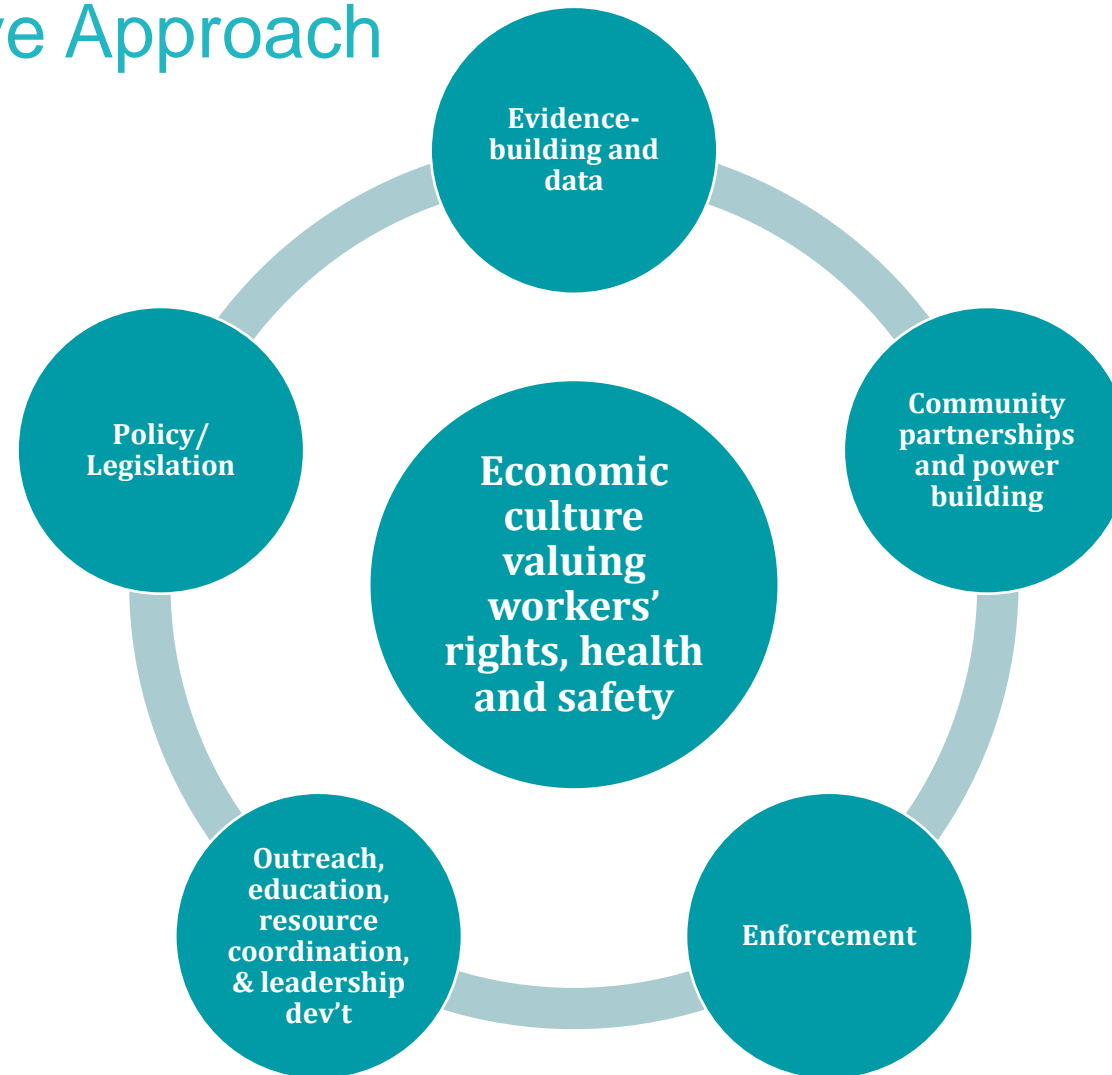 ve Approach
Evidence-
building and
data
Community
partnerships
and power
building
Enforcement
Outreach,
education,
resource
coordination,
& leadership
dev’t
Policy/
Legislation
Economic
culture
valuing
workers’
rights, health
and safety